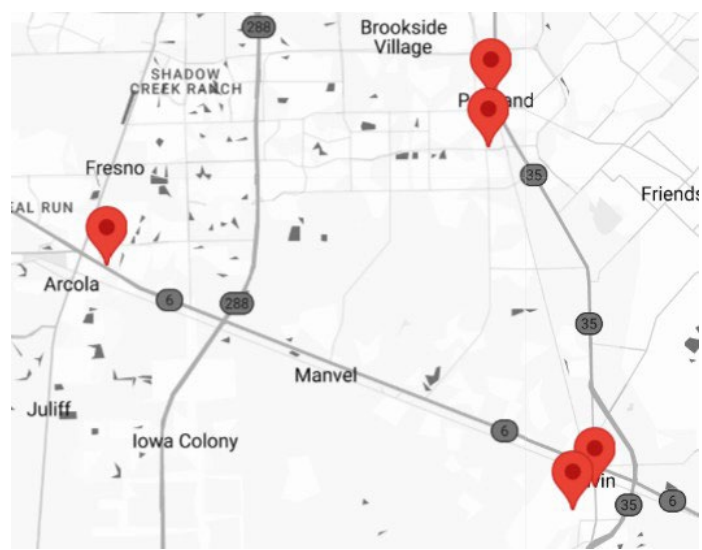 288
Brookside
Village
SHADOW
CREEK RANCH
Fresno
35
Friends
EAL RUN
Arcola
6
288
35
Manvel
Juliff
Iowa Colony
6
35
6